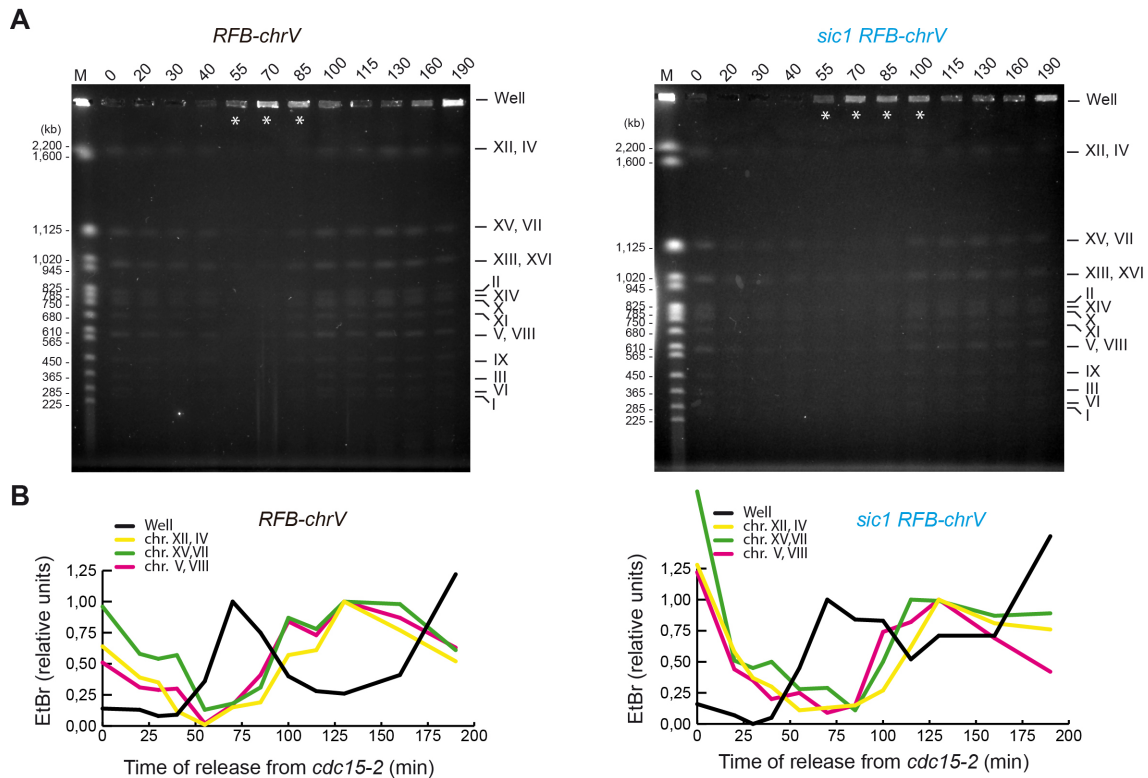 A
RFB-chrV
M 0 20 30 40 55 70 85 100 115 130 160 190
Well
* * *
(kb)
2,200 -
1,600 -
XII, IV
1,125 -
XV, VII
1,020 -
945 -
XIII, XVI
825 -
785 -
750 -
680 -
610 -
565 -
II
XIV
X
XI
V, VIII
450 -
IX
365 -
III
285 -
VI
225 -
I
sic1 RFB-chrV
M 0 20 30 40 55 70 85 100 115 130 160 190
Well
* * * *
(kb)
2,200 -
1,600 -
XII, IV
1,125 -
XV, VII
1,020 -
945 -
XIII, XVI
825 -
785 -
750 -
680 -
610 -
565 -
II
XIV
X
XI
V, VIII
450 -
IX
365 -
III
285 -
VI
225 -
I
B
RFB-chrV
Well
chr. XII, IV
chr. XV,VII
chr. V, VIII
EtBr (relative units)
1,25
1,00
0,75
0,50
0,25
0,00
0 25 50 75 100 125 150 175 200
Time of release from cdc15-2 (min)
sic1 RFB-chrV
Well
chr. XII, IV
chr. XV,VII
chr. V, VIII
EtBr (relative units)
1,25
1,00
0,75
0,50
0,25
0,00
0 25 50 75 100 125 150 175 200
Time of release from cdc15-2 (min)